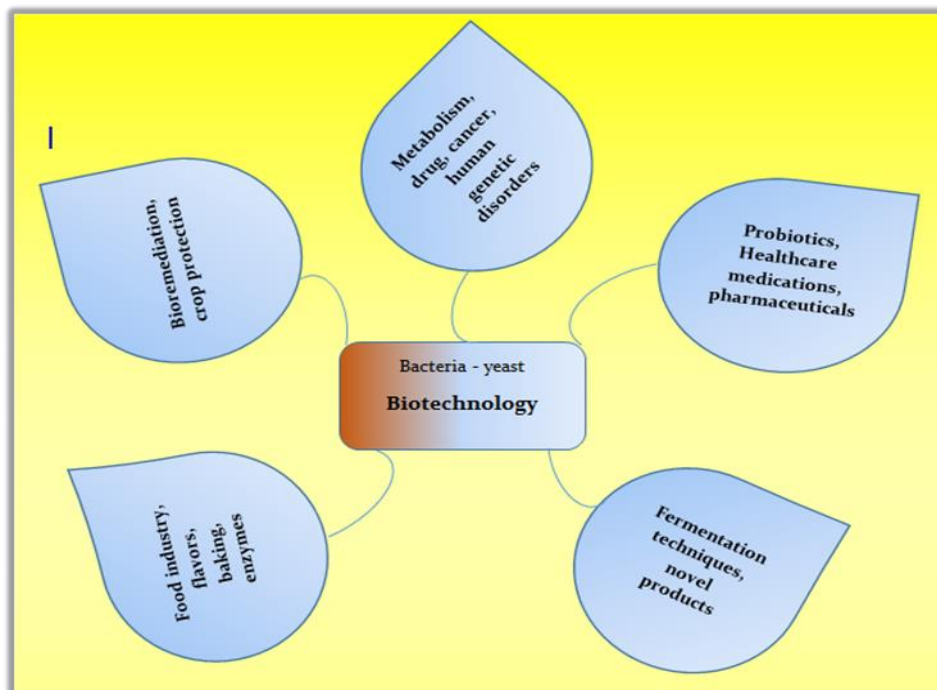 Metabolism,
drug, cancer,
human
genetic
disorders
Bioremediation,
crop protection
Probiotics,
Healthcare
medications,
pharmaceuticals
Bacteria - yeast
Biotechnology
Food industry,
flavors,
baking,
enzymes
Fermentation
techniques,
novel
products